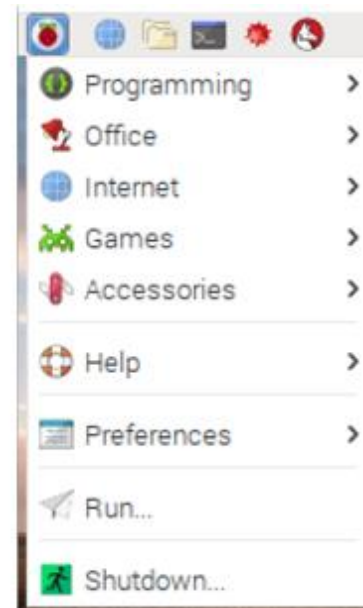 Programming
Office
Internet
Games
Accessories
Help
Preferences
Run...
Shutdown...